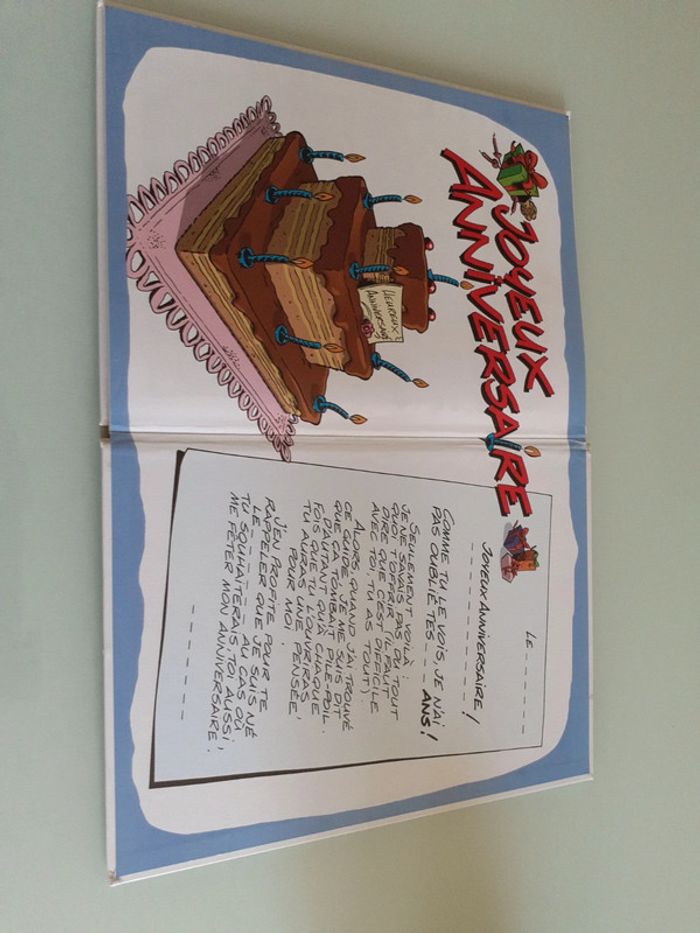 JOYEUX
ANNIVERSAIRE
HEUREUX
ANNIVERSAIRE
LE _ _ _ _ _ _
JOYEUX ANNIVERSAIRE
_ _ _ _ _ _ _ _ _ !
COMME TU LE VOIS, JE N'AI
PAS OUBLIÉ TES _ _ _ ANS !
SEULEMENT VOILÀ :
JE NE SAVAIS PAS DU TOUT
QUOI T'OFFRIR (IL FAUT
DIRE QUE C'EST DIFFICILE
AVEC TOI, TU AS TOUT).
ALORS, QUAND J'AI TROUVÉ
CE GUIDE, JE ME SUIS DIT
QUE ÇA TOMBAIT PILE-POIL.
D'AUTANT QU'À CHAQUE
FOIS QUE TU L'OUVRIRAS
TU AURAS UNE PENSÉE
POUR MOI !
J'EN PROFITE POUR TE
RAPPELER QUE JE SUIS NÉ
LE _ _ _ _ _ _ AU CAS OÙ
TU SOUHAITERAIS, TOI AUSSI,
ME FÊTER MON ANNIVERSAIRE !
_ _ _ _ _ _ _ _ _